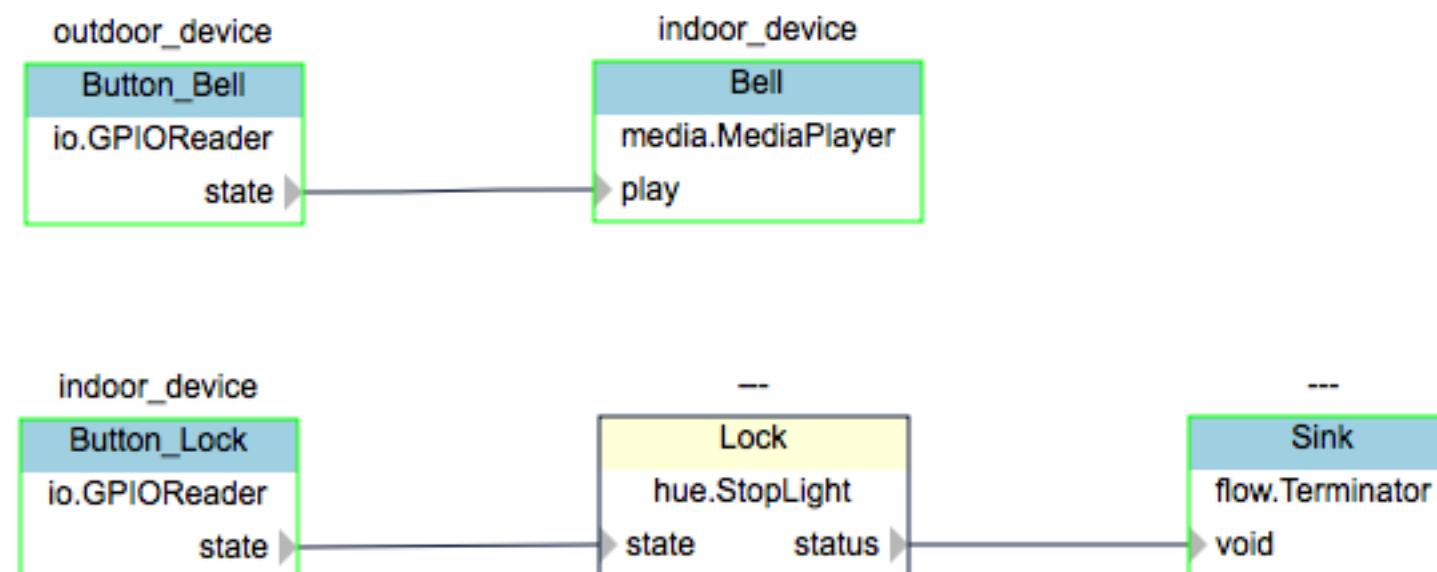 outdoor_device
indoor_device
Button_Bell
Bell
io.GPIOReader
media.MediaPlayer
state
play
indoor_device
---
---
Button_Lock
Lock
Sink
io.GPIOReader
hue.StopLight
flow.Terminator
state
state
status
void